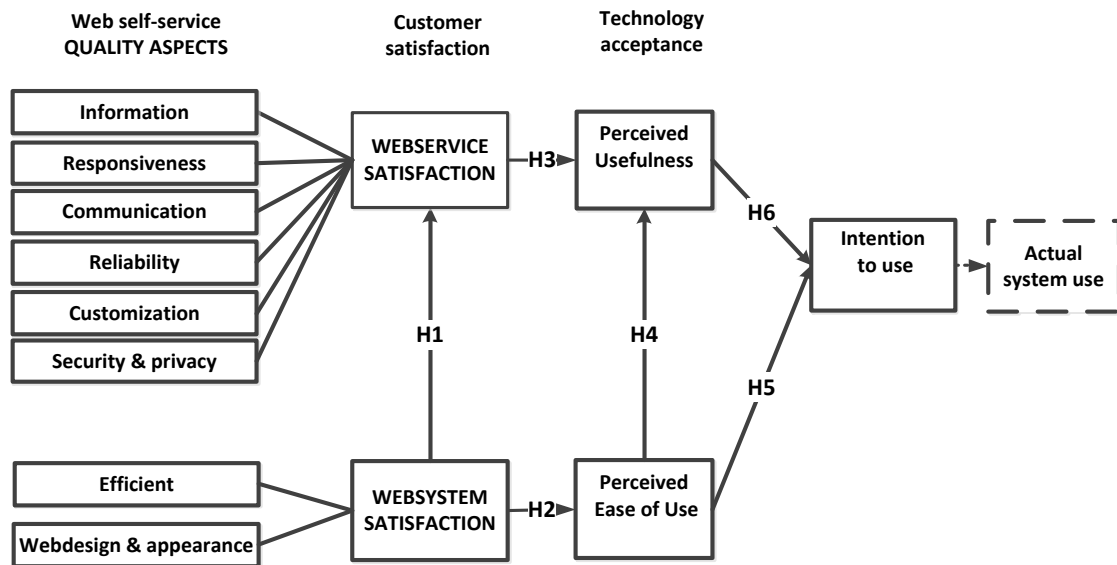 Web self-service
QUALITY ASPECTS
Customer
satisfaction
Technology
acceptance
Information
Responsiveness
Communication
Reliability
Customization
Security & privacy
Efficient
Webdesign & appearance
WEBSERVICE
SATISFACTION
H1
WEBSYSTEM
SATISFACTION
H3
H2
Perceived
Usefulness
H4
Perceived
Ease of Use
H6
H5
Intention
to use
Actual
system use